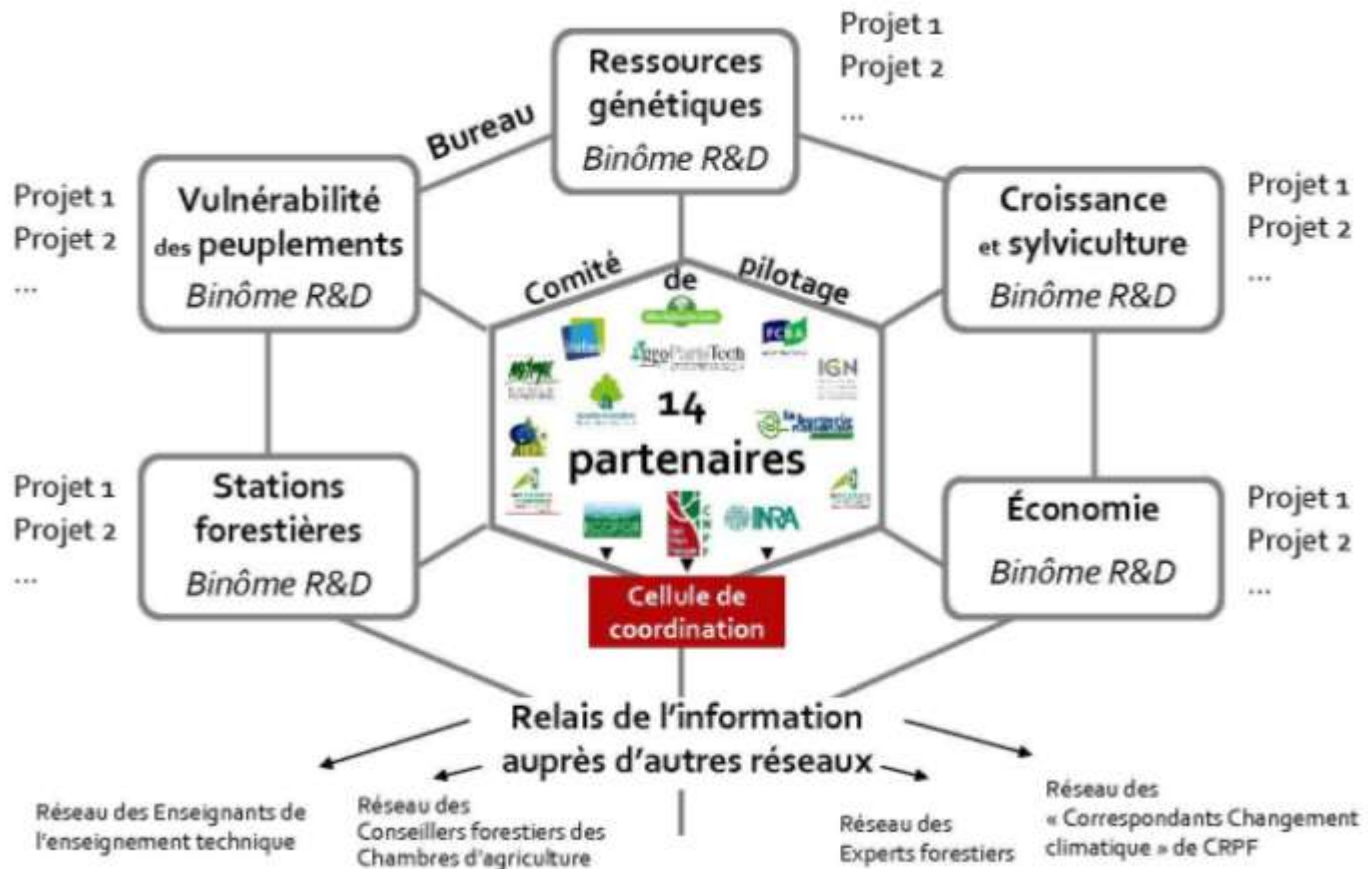 Projet 1
Projet 2
...
Ressources
génétiques
Binôme R&D
Bureau
Projet 1
Projet 2
...
Vulnérabilité
des peuplements
Binôme R&D
Croissance
et sylviculture
Binôme R&D
Projet 1
Projet 2
...
Comité de pilotage
AgroParisTech
FCBA
IGN
14
partenaires
CNPF
INRA
Projet 1
Projet 2
...
Stations
forestières
Binôme R&D
Économie
Binôme R&D
Projet 1
Projet 2
...
Cellule de
coordination
Relais de l'information
auprès d'autres réseaux
Réseau des Enseignants de
l'enseignement technique
Réseau des
Conseillers forestiers des
Chambres d'agriculture
Réseau des
Experts forestiers
Réseau des
« Correspondants Changement
climatique » de CRPF